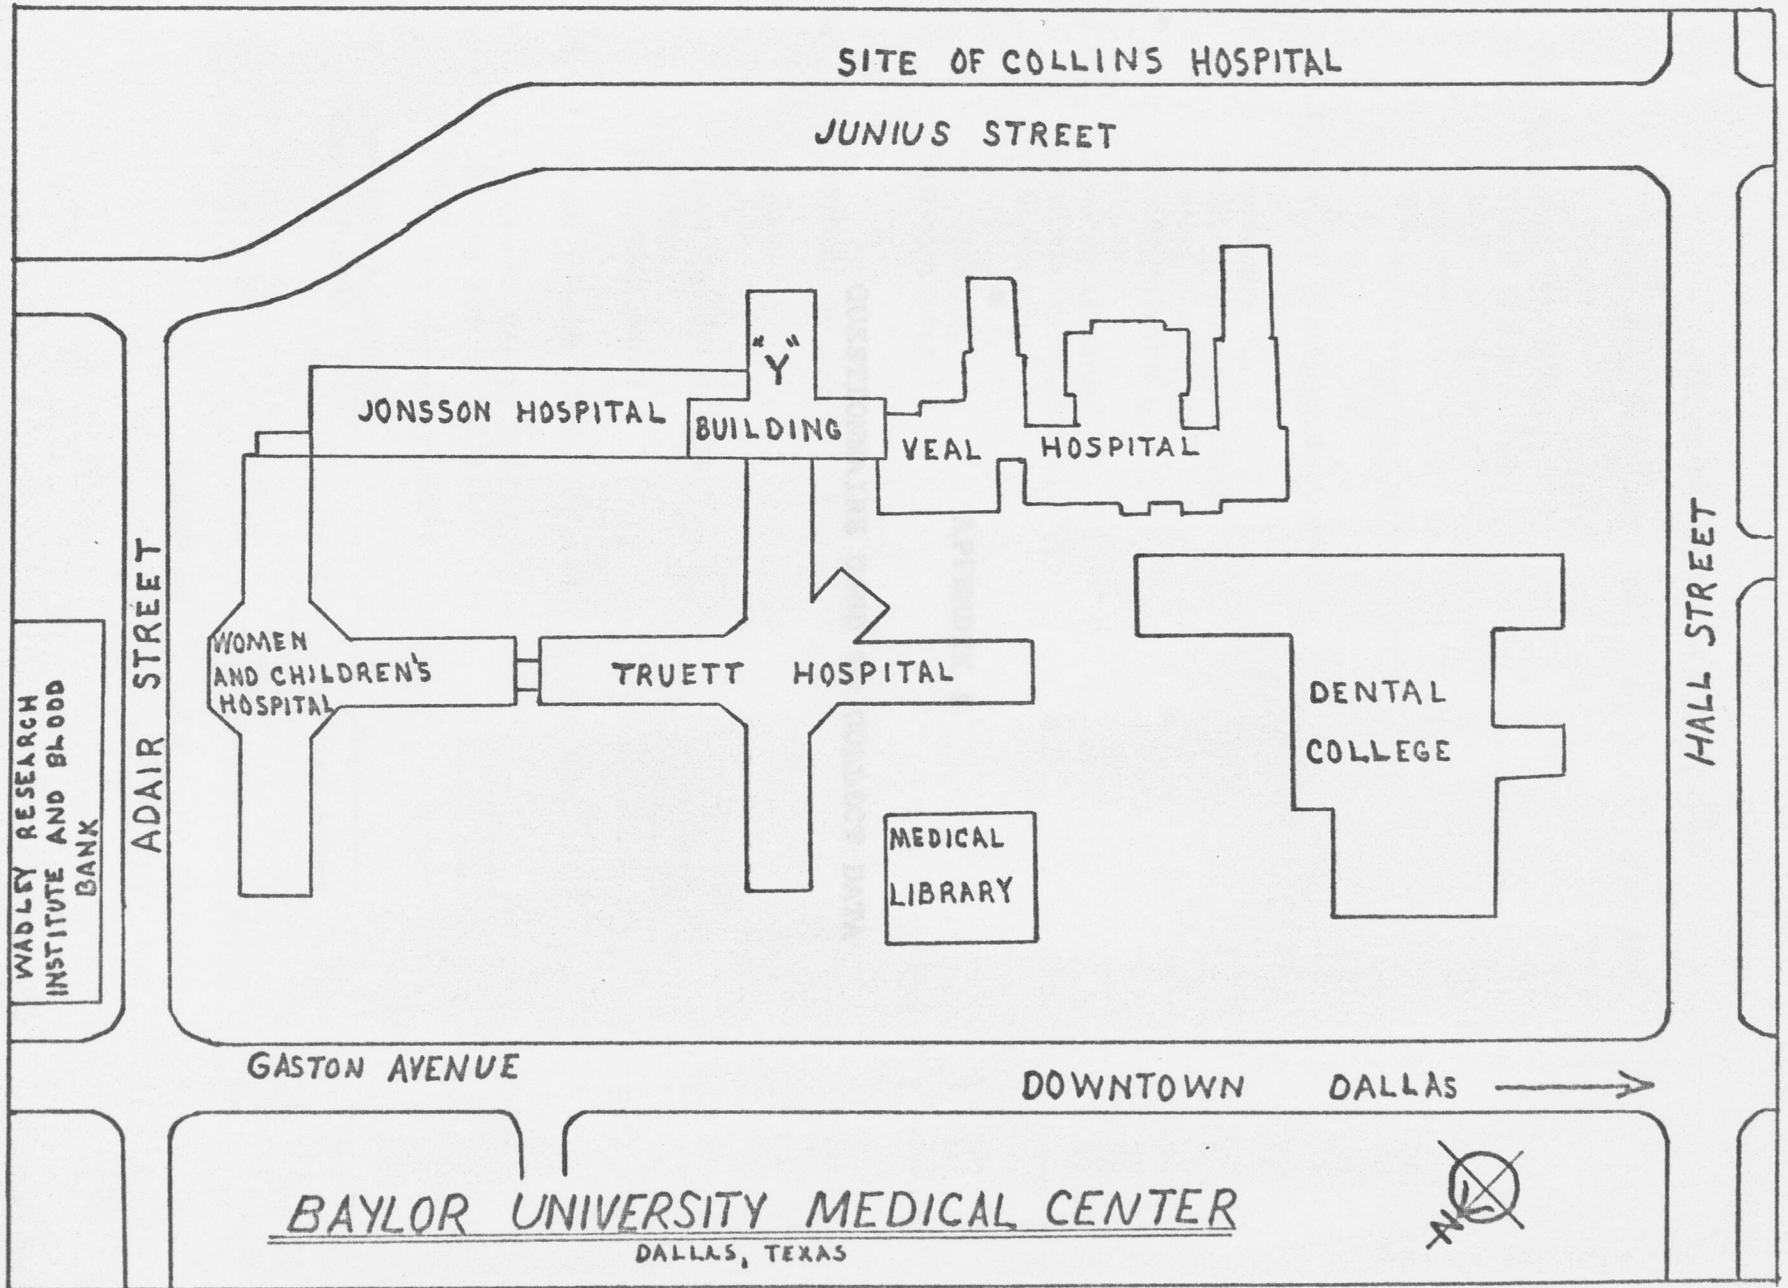 SITE OF COLLINS HOSPITAL
JUNIUS STREET
"Y"
JONSSON HOSPITAL
BUILDING
VEAL HOSPITAL
ADAIR STREET
HALL STREET
WOMEN
AND CHILDREN'S
HOSPITAL
TRUETT HOSPITAL
DENTAL
COLLEGE
WADLEY RESEARCH
INSTITUTE AND BLOOD
BANK
MEDICAL
LIBRARY
GASTON AVENUE
DOWNTOWN DALLAS
N
BAYLOR UNIVERSITY MEDICAL CENTER
DALLAS, TEXAS